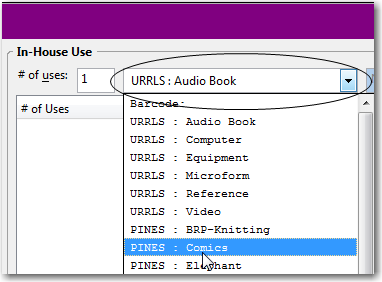 In-House Use
# of uses: 1 URRLS : Audio Book
# of Uses
Barcode:
URRLS : Audio Book
URRLS : Computer
URRLS : Equipment
URRLS : Microform
URRLS : Reference
URRLS : Video
PINES : BRP-Knitting
PINES : Comics
PINES : Elephant